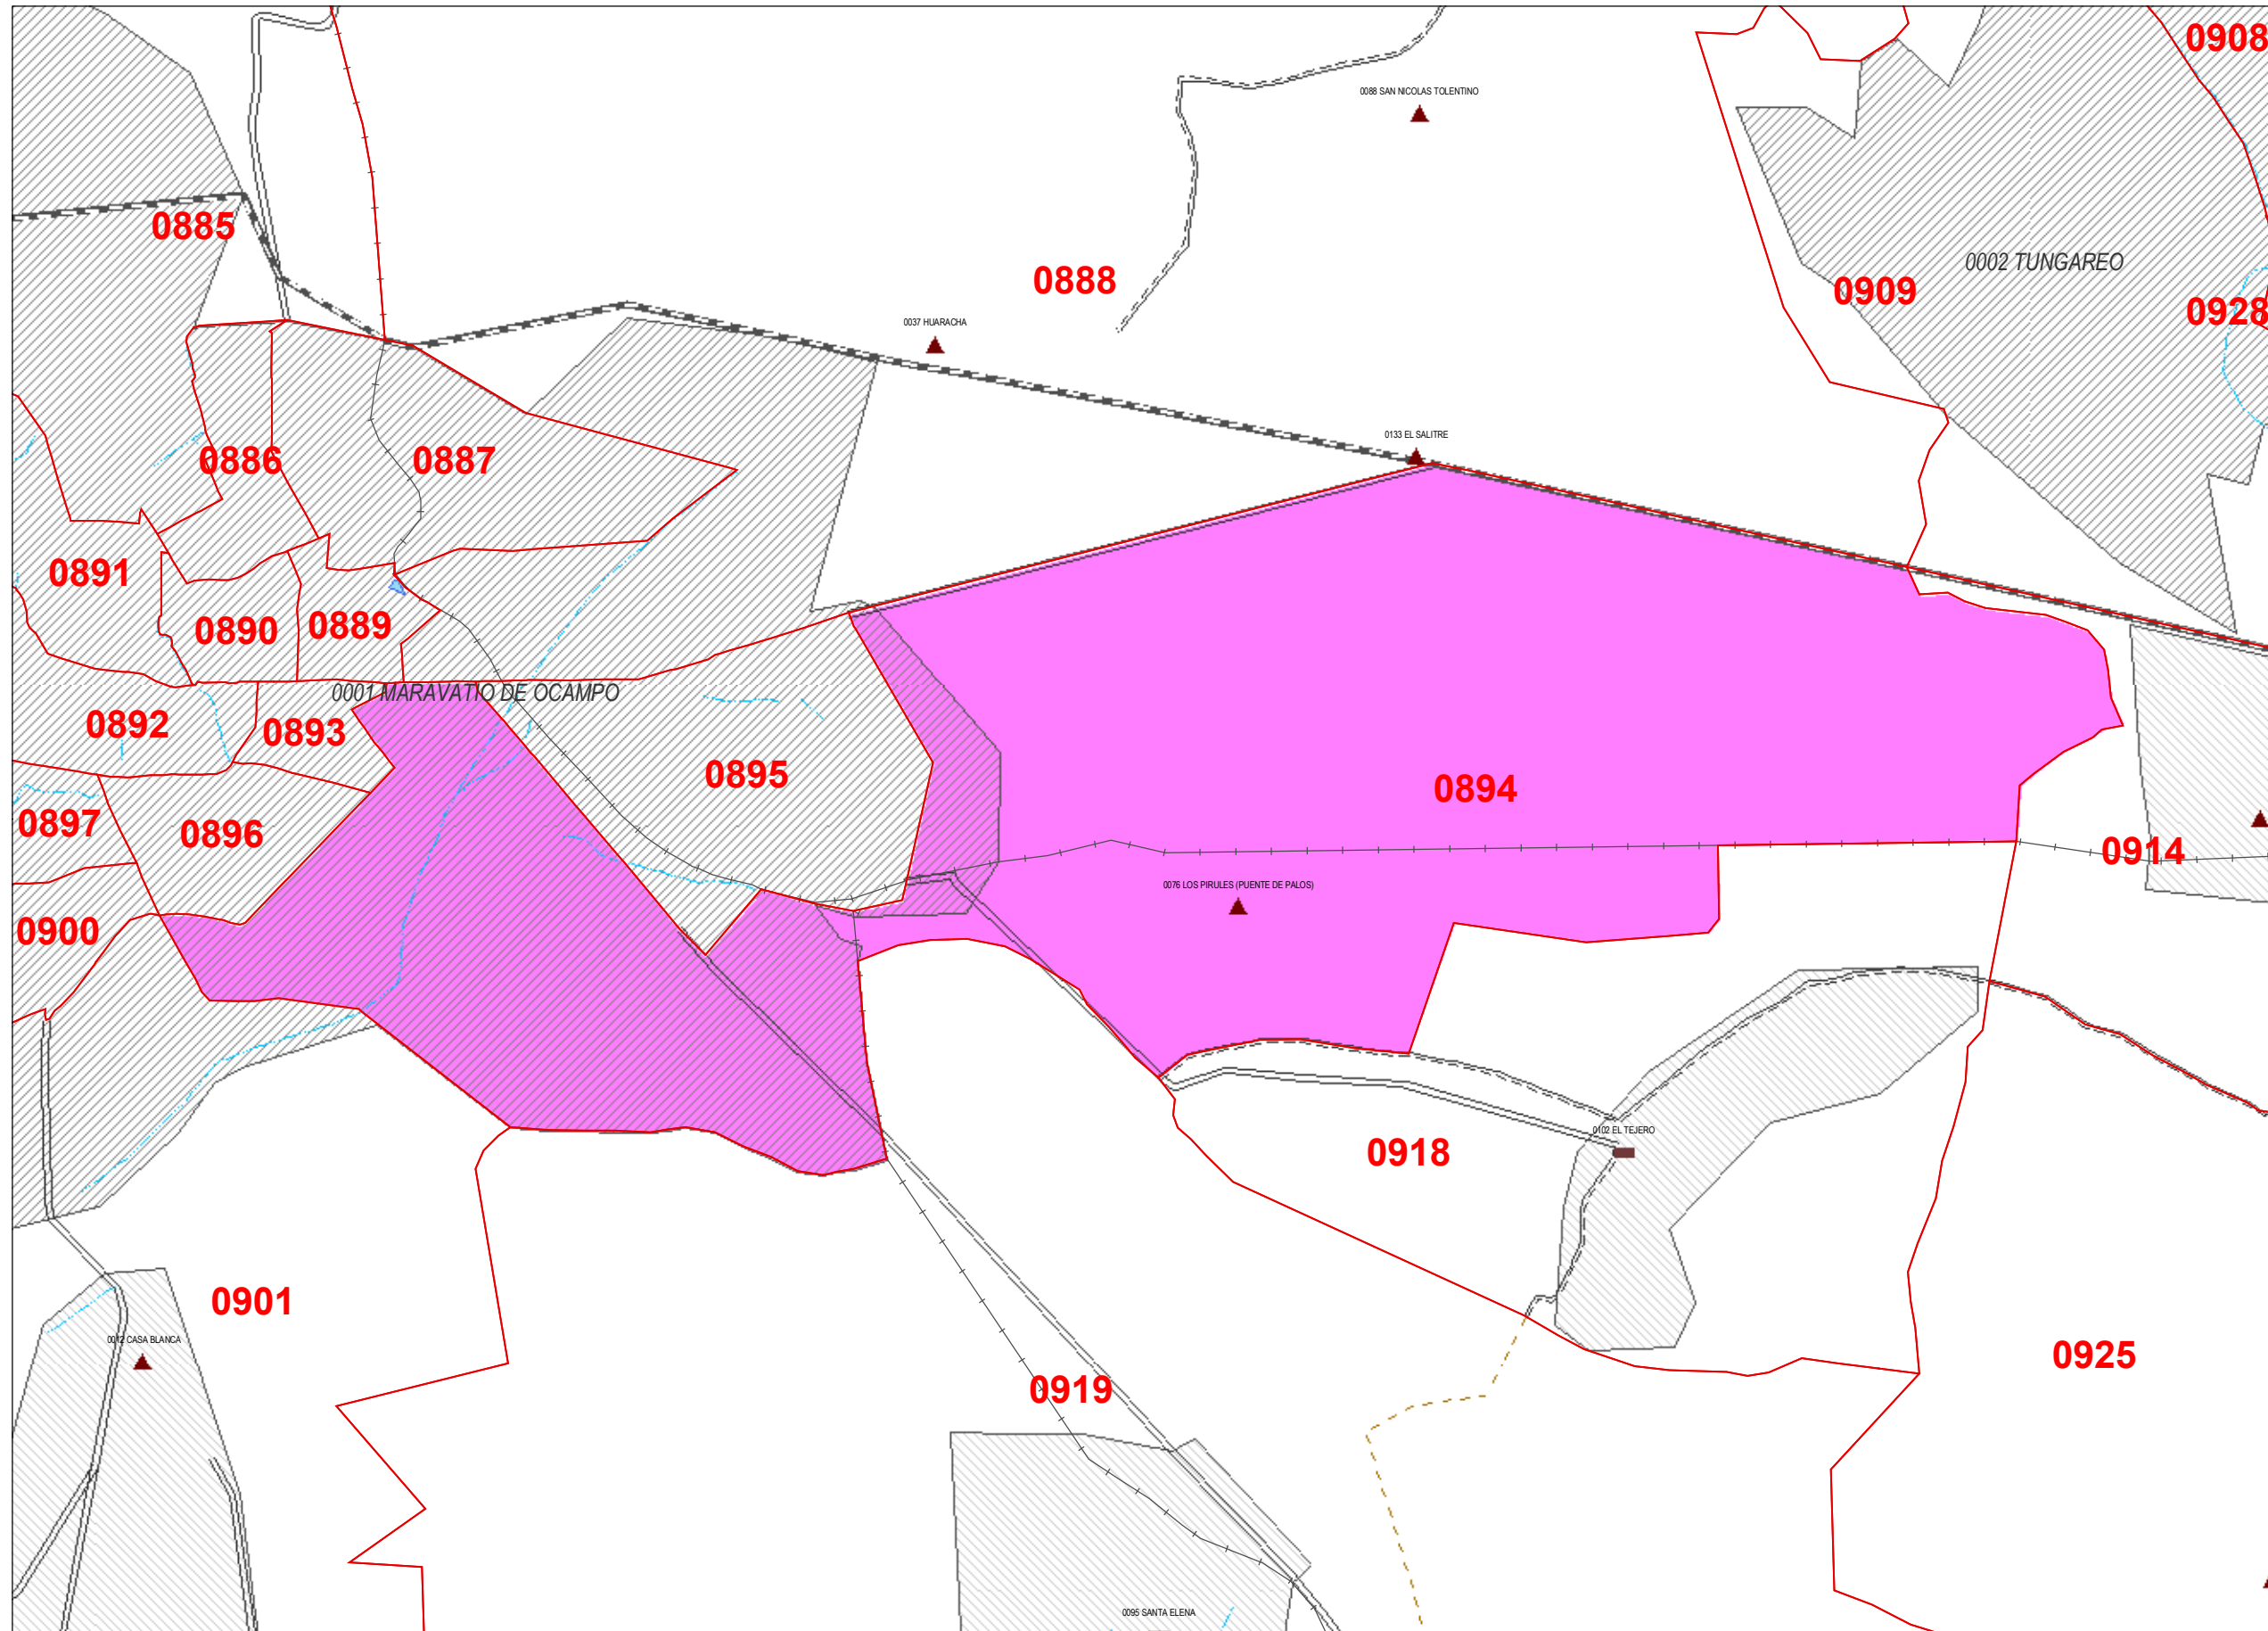 0908
0088 SAN NICOLAS TOLENTINO
0885
0002 TUNGAREO
0888
0909
0928
0037 HUARACHA
0133 EL SALITRE
0886
0887
0891
0890
0889
0001 MARAVATIO DE OCAMPO
0892
0893
0895
0894
0897
0896
0914
0076 LOS PIRULES (PUENTE DE PALOS)
0900
0102 EL TEJERO
0918
0901
0012 CASA BLANCA
0925
0919
0095 SANTA ELENA